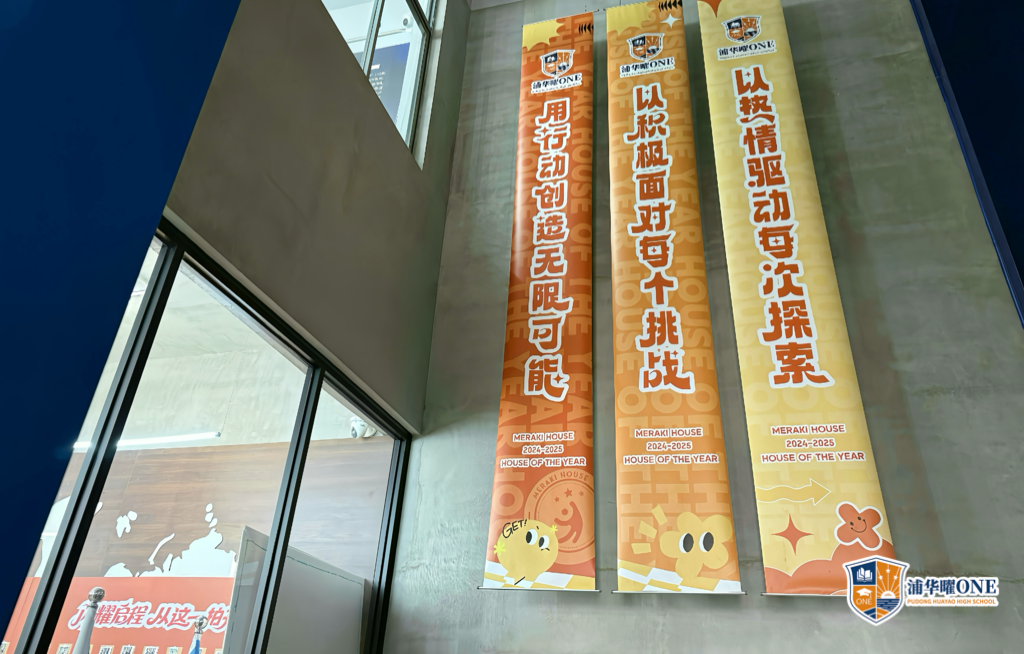 浦华曜ONE
用行动创造无限可能
MERAKI HOUSE
2024-2025
HOUSE OF THE YEAR
MERAKI HOUSE
GET!
浦华曜ONE
以积极面对每个挑战
MERAKI HOUSE
2024-2025
HOUSE OF THE YEAR
浦华曜ONE
以热情驱动每次探索
MERAKI HOUSE
2024-2025
HOUSE OF THE YEAR
耀启程 从这一拍
ONE
浦华曜ONE
PUDONG HUAYAO HIGH SCHOOL